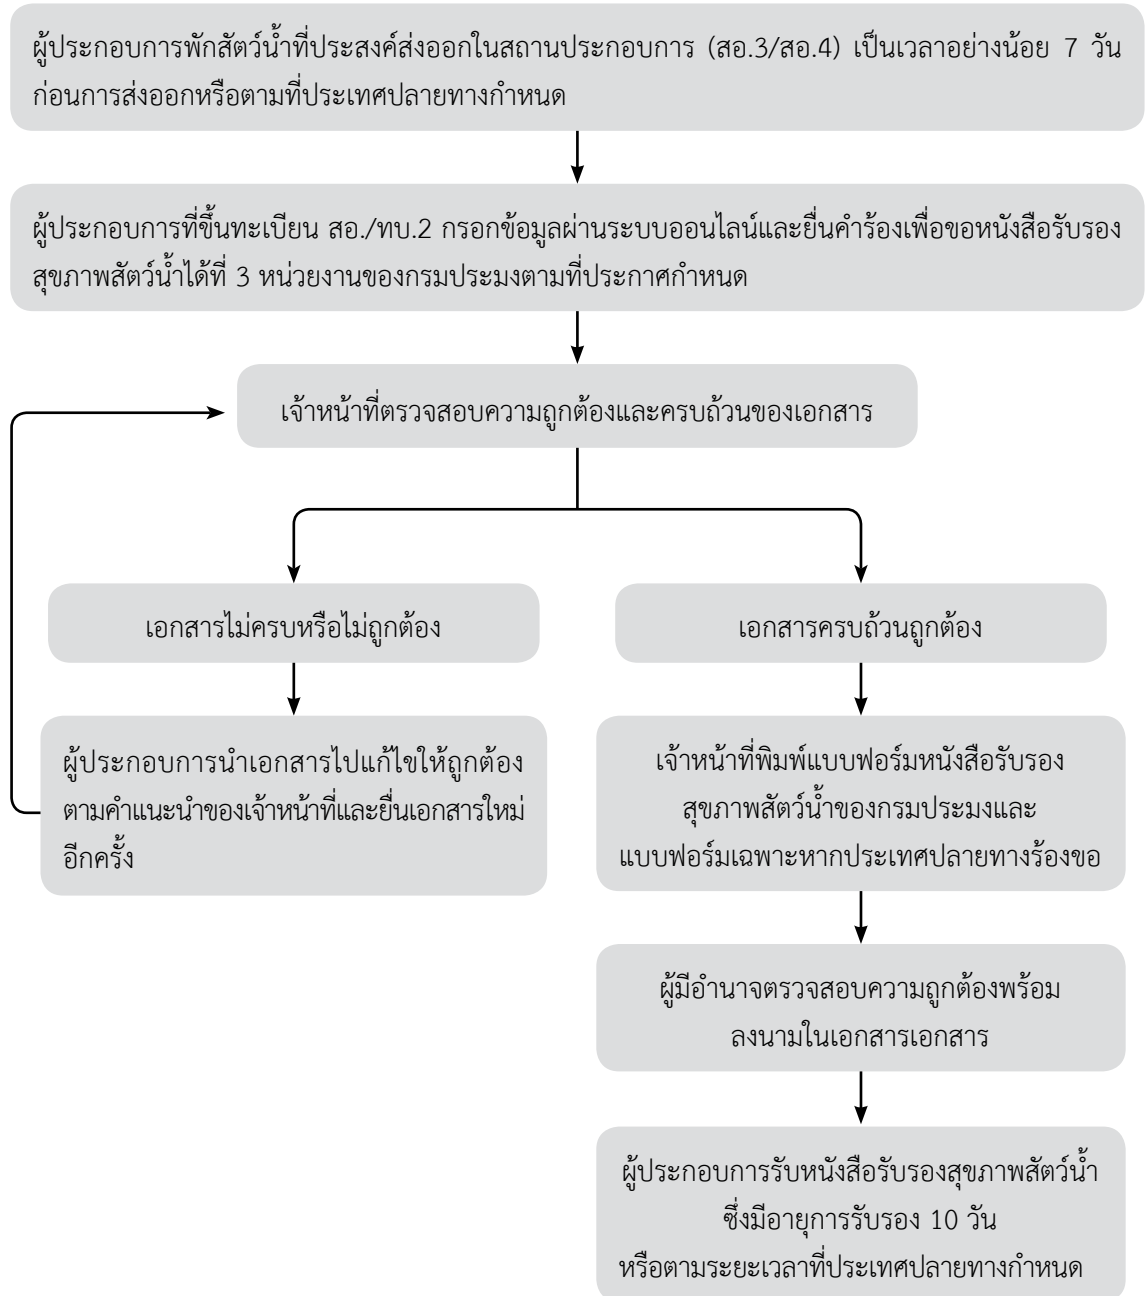 ผู้ประกอบการพักสัตว์น้ำที่ประสงค์ส่งออกในสถานประกอบการ (สอ.3/สอ.4) เป็นเวลาอย่างน้อย 7 วัน
ก่อนการส่งออกหรือตามที่ประเทศปลายทางกำหนด
ผู้ประกอบการที่ขึ้นทะเบียน สอ./ทบ.2 กรอกข้อมูลผ่านระบบออนไลน์และยื่นคำร้องเพื่อขอหนังสือรับรอง
สุขภาพสัตว์น้ำได้ที่ 3 หน่วยงานของกรมประมงตามที่ประกาศกำหนด
เจ้าหน้าที่ตรวจสอบความถูกต้องและครบถ้วนของเอกสาร
เอกสารไม่ครบหรือไม่ถูกต้อง
ผู้ประกอบการนำเอกสารไปแก้ไขให้ถูกต้อง
ตามคำแนะนำของเจ้าหน้าที่และยื่นเอกสารใหม่
อีกครั้ง
เอกสารครบถ้วนถูกต้อง
เจ้าหน้าที่พิมพ์แบบฟอร์มหนังสือรับรอง
สุขภาพสัตว์น้ำของกรมประมงและ
แบบฟอร์มเฉพาะหากประเทศปลายทางร้องขอ
ผู้มีอำนาจตรวจสอบความถูกต้องพร้อม
ลงนามในเอกสารเอกสาร
ผู้ประกอบการรับหนังสือรับรองสุขภาพสัตว์น้ำ
ซึ่งมีอายุการรับรอง 10 วัน
หรือตามระยะเวลาที่ประเทศปลายทางกำหนด